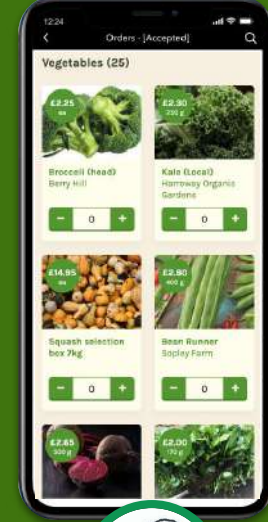 12:24
Orders - [Accepted]
Vegetables (25)
£2.25
ea
£2.30
250 g
Broccoli (head)
Berry Hill
Kale (Local)
Harroway Organic
Gardens
- 0 +
- 0 +
£14.95
ea
£2.80
400 g
Squash selection
box 7kg
Bean Runner
Sopley Farm
- 0 +
- 0 +
£2.65
500 g
£2.00
170 g